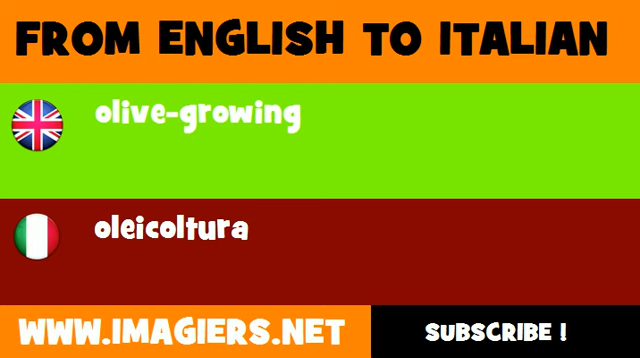 FROM ENGLISH TO ITALIAN
olive-growing
oleicoltura
WWW.IMAGIERS.NET
SUBSCRIBE !